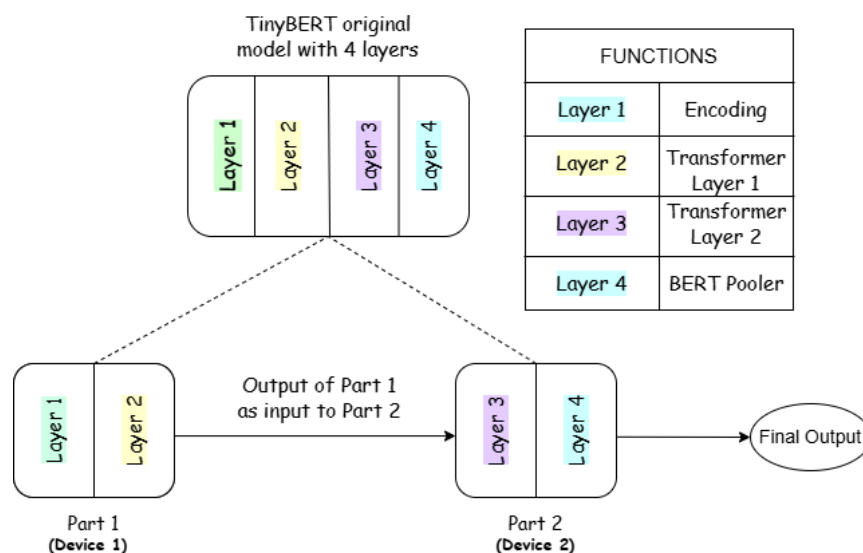 TinyBERT original
model with 4 layers
Layer 1
Layer 2
Layer 3
Layer 4
FUNCTIONS
Layer 1 Encoding
Layer 2 Transformer
Layer 1
Layer 3 Transformer
Layer 2
Layer 4 BERT Pooler
Layer 1
Layer 2
Output of Part 1
as input to Part 2
Layer 3
Layer 4
Final Output
Part 1
(Device 1)
Part 2
(Device 2)